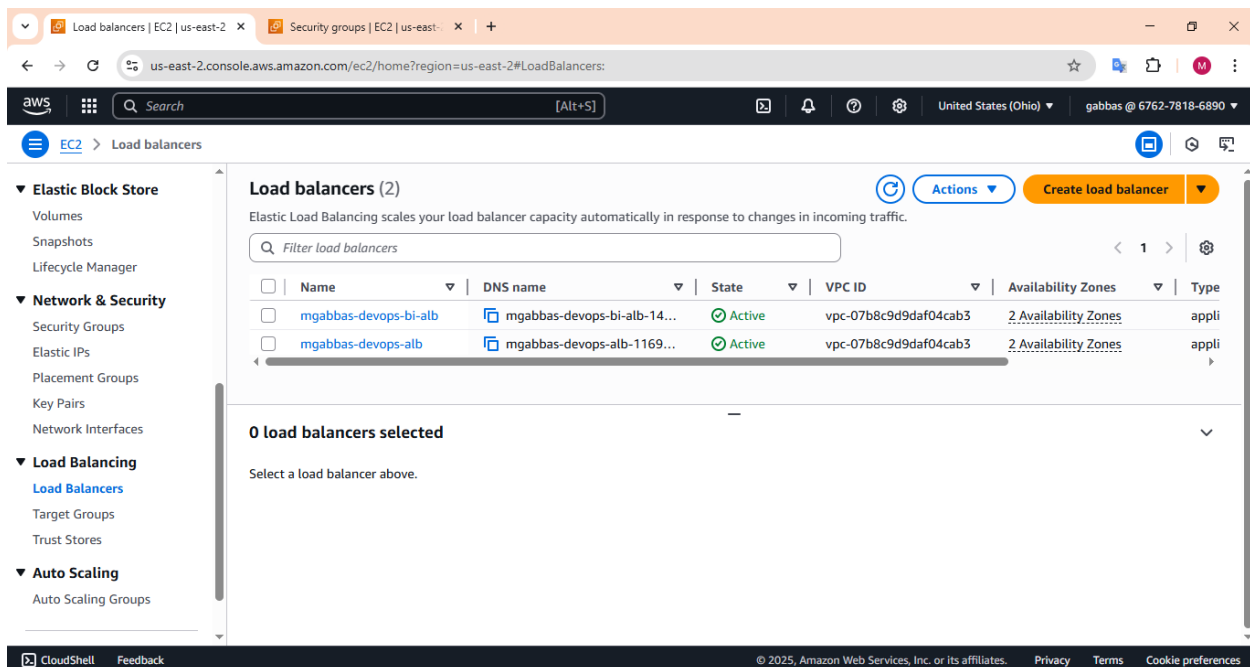 Load balancers | EC2 | us-east-2
Security groups | EC2 | us-east-
us-east-2.console.aws.amazon.com/ec2/home?region=us-east-2#LoadBalancers:
M
aws
Search [Alt+S]
United States (Ohio)
gabbas @ 6762-7818-6890
EC2 > Load balancers
Elastic Block Store
Volumes
Snapshots
Lifecycle Manager
Network & Security
Security Groups
Elastic IPs
Placement Groups
Key Pairs
Network Interfaces
Load Balancing
Load Balancers
Target Groups
Trust Stores
Auto Scaling
Auto Scaling Groups
Load balancers (2)
Actions
Create load balancer
Elastic Load Balancing scales your load balancer capacity automatically in response to changes in incoming traffic.
Filter load balancers
1
Name DNS name State VPC ID Availability Zones Type
mgabbas-devops-bi-alb mgabbas-devops-bi-alb-14... Active vpc-07b8c9d9daf04cab3 2 Availability Zones appli
mgabbas-devops-alb mgabbas-devops-alb-1169... Active vpc-07b8c9d9daf04cab3 2 Availability Zones appli
0 load balancers selected
Select a load balancer above.
CloudShell Feedback © 2025, Amazon Web Services, Inc. or its affiliates. Privacy Terms Cookie preferences